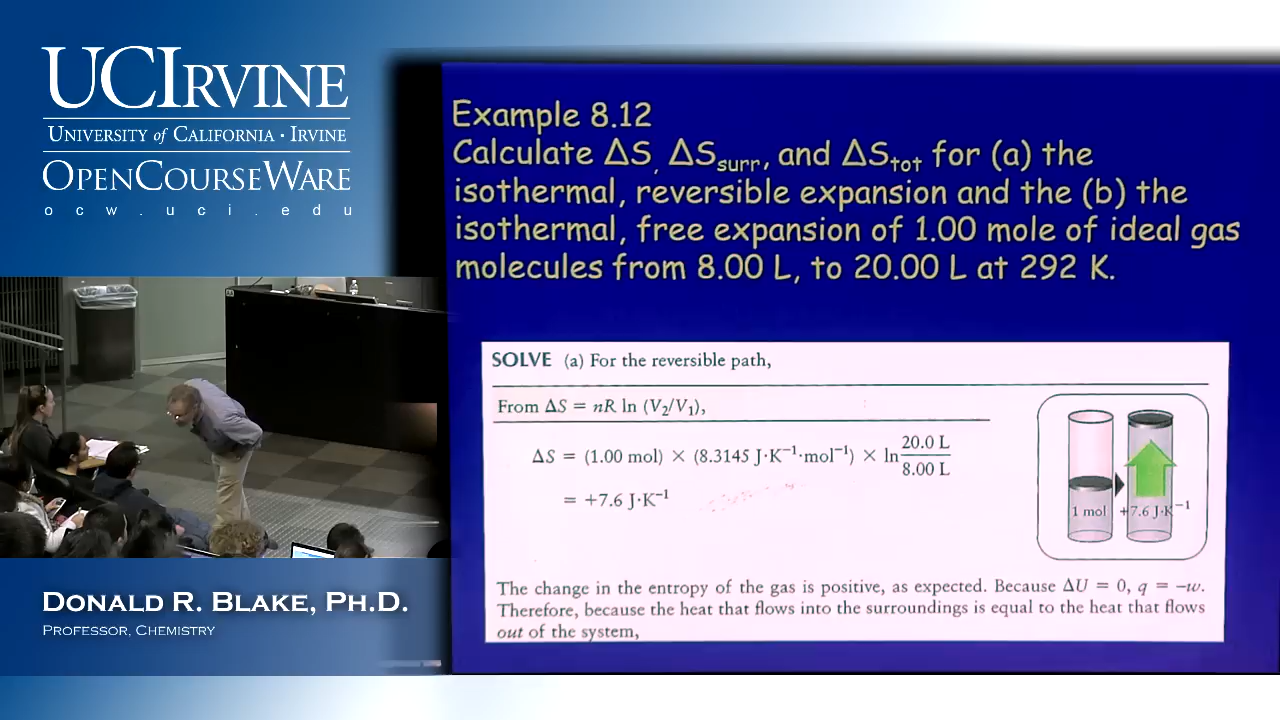 UCIRVINE
UNIVERSITY of CALIFORNIA · IRVINE
OPENCOURSEWARE
ocw.uci.edu
Example 8.12
Calculate ΔS, ΔSsurr, and ΔStot for (a) the
isothermal, reversible expansion and the (b) the
isothermal, free expansion of 1.00 mole of ideal gas
molecules from 8.00 L, to 20.00 L at 292 K.
SOLVE (a) For the reversible path,
From ΔS = nR ln (V₂/V₁),
ΔS = (1.00 mol) × (8.3145 J·K⁻¹·mol⁻¹) × ln 20.0 L / 8.00 L
= +7.6 J·K⁻¹
1 mol +7.6 J·K⁻¹
The change in the entropy of the gas is positive, as expected. Because ΔU = 0, q = −w.
Therefore, because the heat that flows into the surroundings is equal to the heat that flows
out of the system,
DONALD R. BLAKE, PH.D.
PROFESSOR, CHEMISTRY